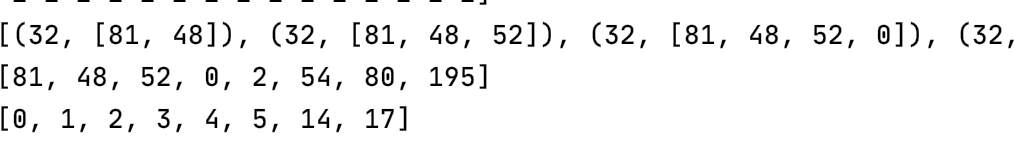 [(32, [81, 48]), (32, [81, 48, 52]), (32, [81, 48, 52, 0]), (32,
[81, 48, 52, 0, 2, 54, 80, 195]
[0, 1, 2, 3, 4, 5, 14, 17]